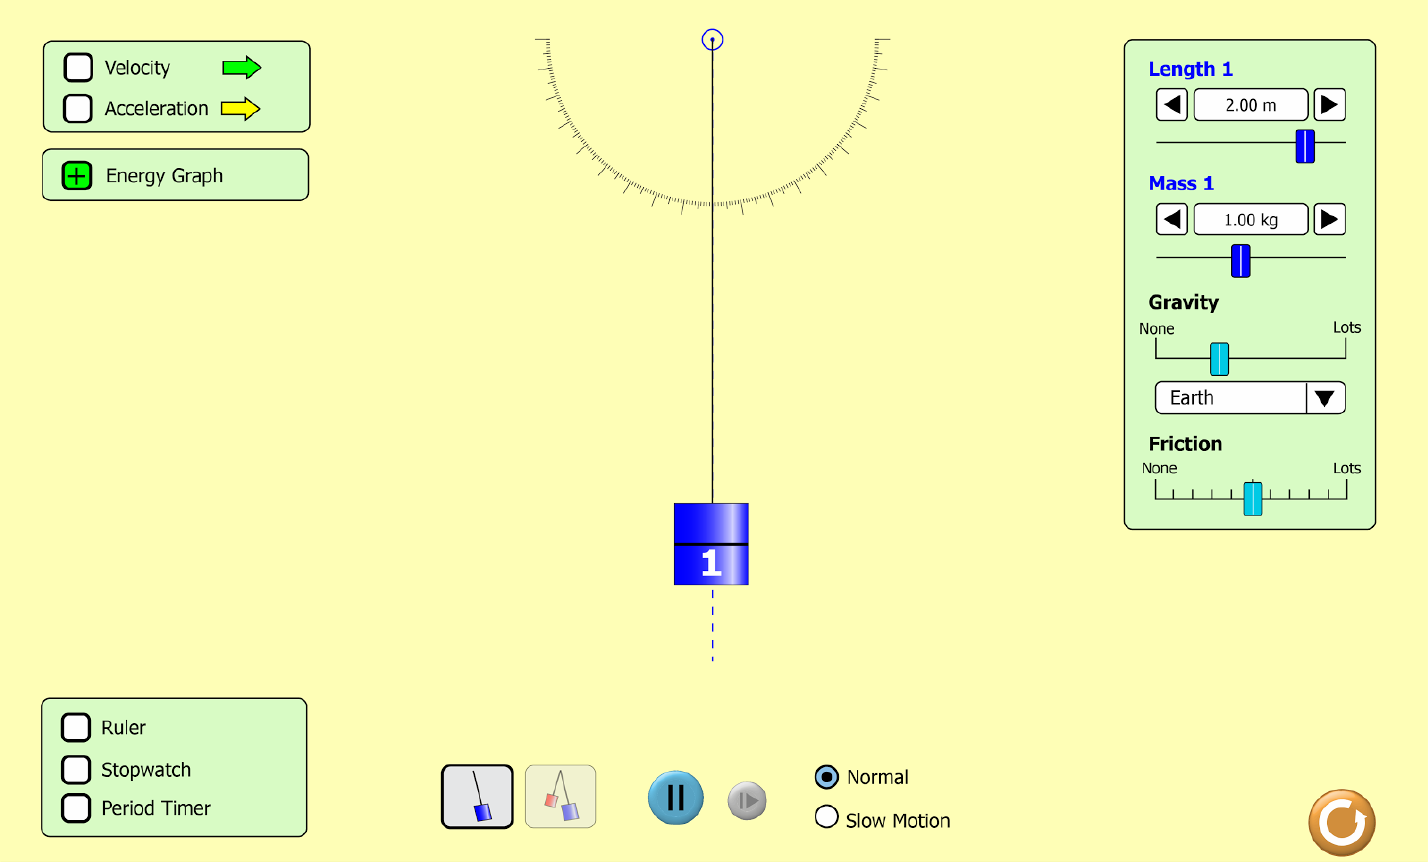 Velocity
Acceleration
Energy Graph
Length 1
2.00 m
Mass 1
1.00 kg
Gravity
None Lots
Earth
Friction
None Lots
1
Ruler
Stopwatch
Period Timer
Normal
Slow Motion